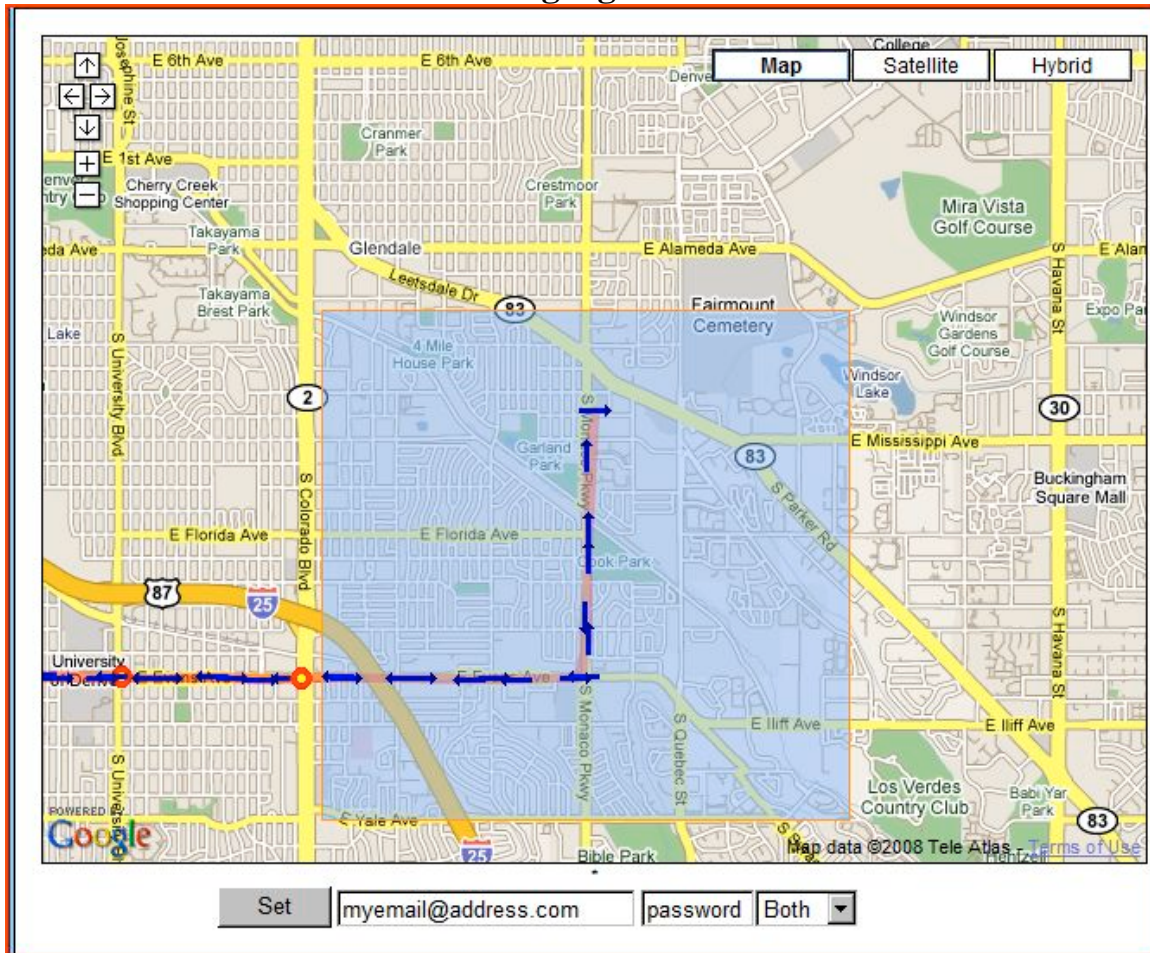 E 6th Ave
E 6th Ave
College
Map
Satellite
Hybrid
Josephine St
Cranmer
Park
E 1st Ave
Cherry Creek
Shopping Center
Crestmoor
Park
Mira Vista
Golf Course
Takayama
Park
Glendale
E Alameda Ave
S Havana St
Leetsdale Dr
Takayama
Brest Park
83
Fairmount
Cemetery
Windsor
Gardens
Golf Course
Expo
Lake
4 Mile
House Park
Windsor
Lake
S University Blvd
2
30
E Mississippi Ave
Garland
Park
83
Buckingham
Square Mall
S Colorado Blvd
S Parker Rd
E Florida Ave
E Florida Ave
Cook Park
87
25
S Havana St
University
S Monaco Pkwy
S Quebec St
E Iliff Ave
E Iliff Ave
Los Verdes
Country Club
Babi Yar
Park
83
POWERED BY
Google
E Yale Ave
25
Bible Park
Map data ©2008 Tele Atlas - Terms of Use
Set
myemail@address.com
password
Both